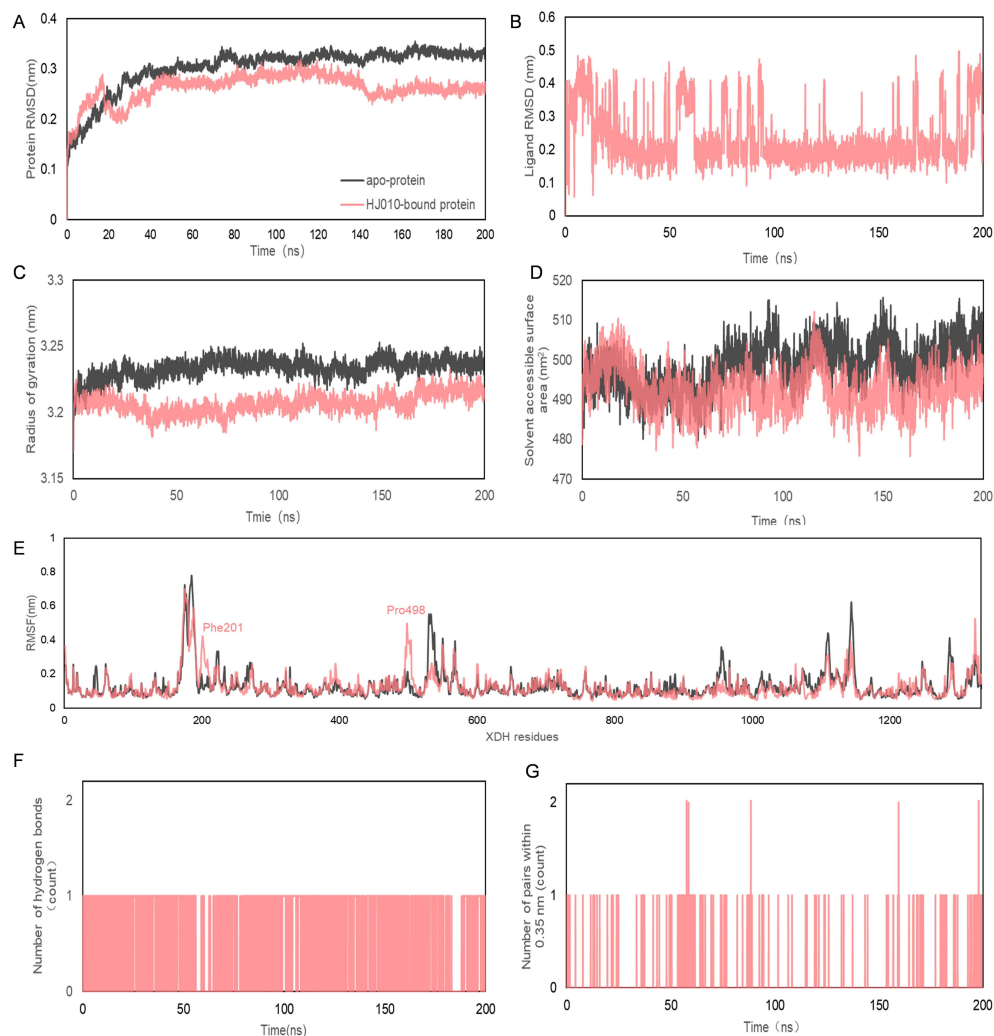 A
Protein RMSD(nm)
0.4
0.3
0.2
0.1
0
apo-protein
HJ010-bound protein
0 20 40 60 80 100 120 140 160 180 200
Time（ns）
B
Ligand RMSD (nm)
0.6
0.5
0.4
0.3
0.2
0.1
0
0 50 100 150 200
Time（ns）
C
Radius of gyration (nm)
3.3
3.25
3.2
3.15
0 50 100 150 200
Tmie (ns)
D
Solvent accessible surface
area (nm²)
520
510
500
490
480
470
0 50 100 150 200
Time（ns）
E
RMSF(nm)
1
0.8
0.6
0.4
0.2
0
Phe201
Pro498
0 200 400 600 800 1000 1200
XDH residues
F
Number of hydrogen bonds
（count）
2
1
0
0 50 100 150 200
Time(ns)
G
Number of pairs within
0.35 nm (count)
2
1
0
0 50 100 150 200
Time（ns）